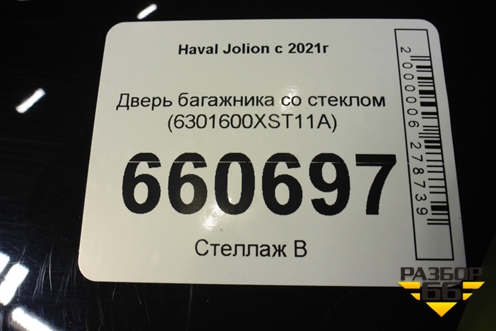 Haval Jolion с 2021г
Дверь багажника со стеклом
(6301600XST11A)
660697
Стеллаж В
2000006278739
РАЗБОР
66